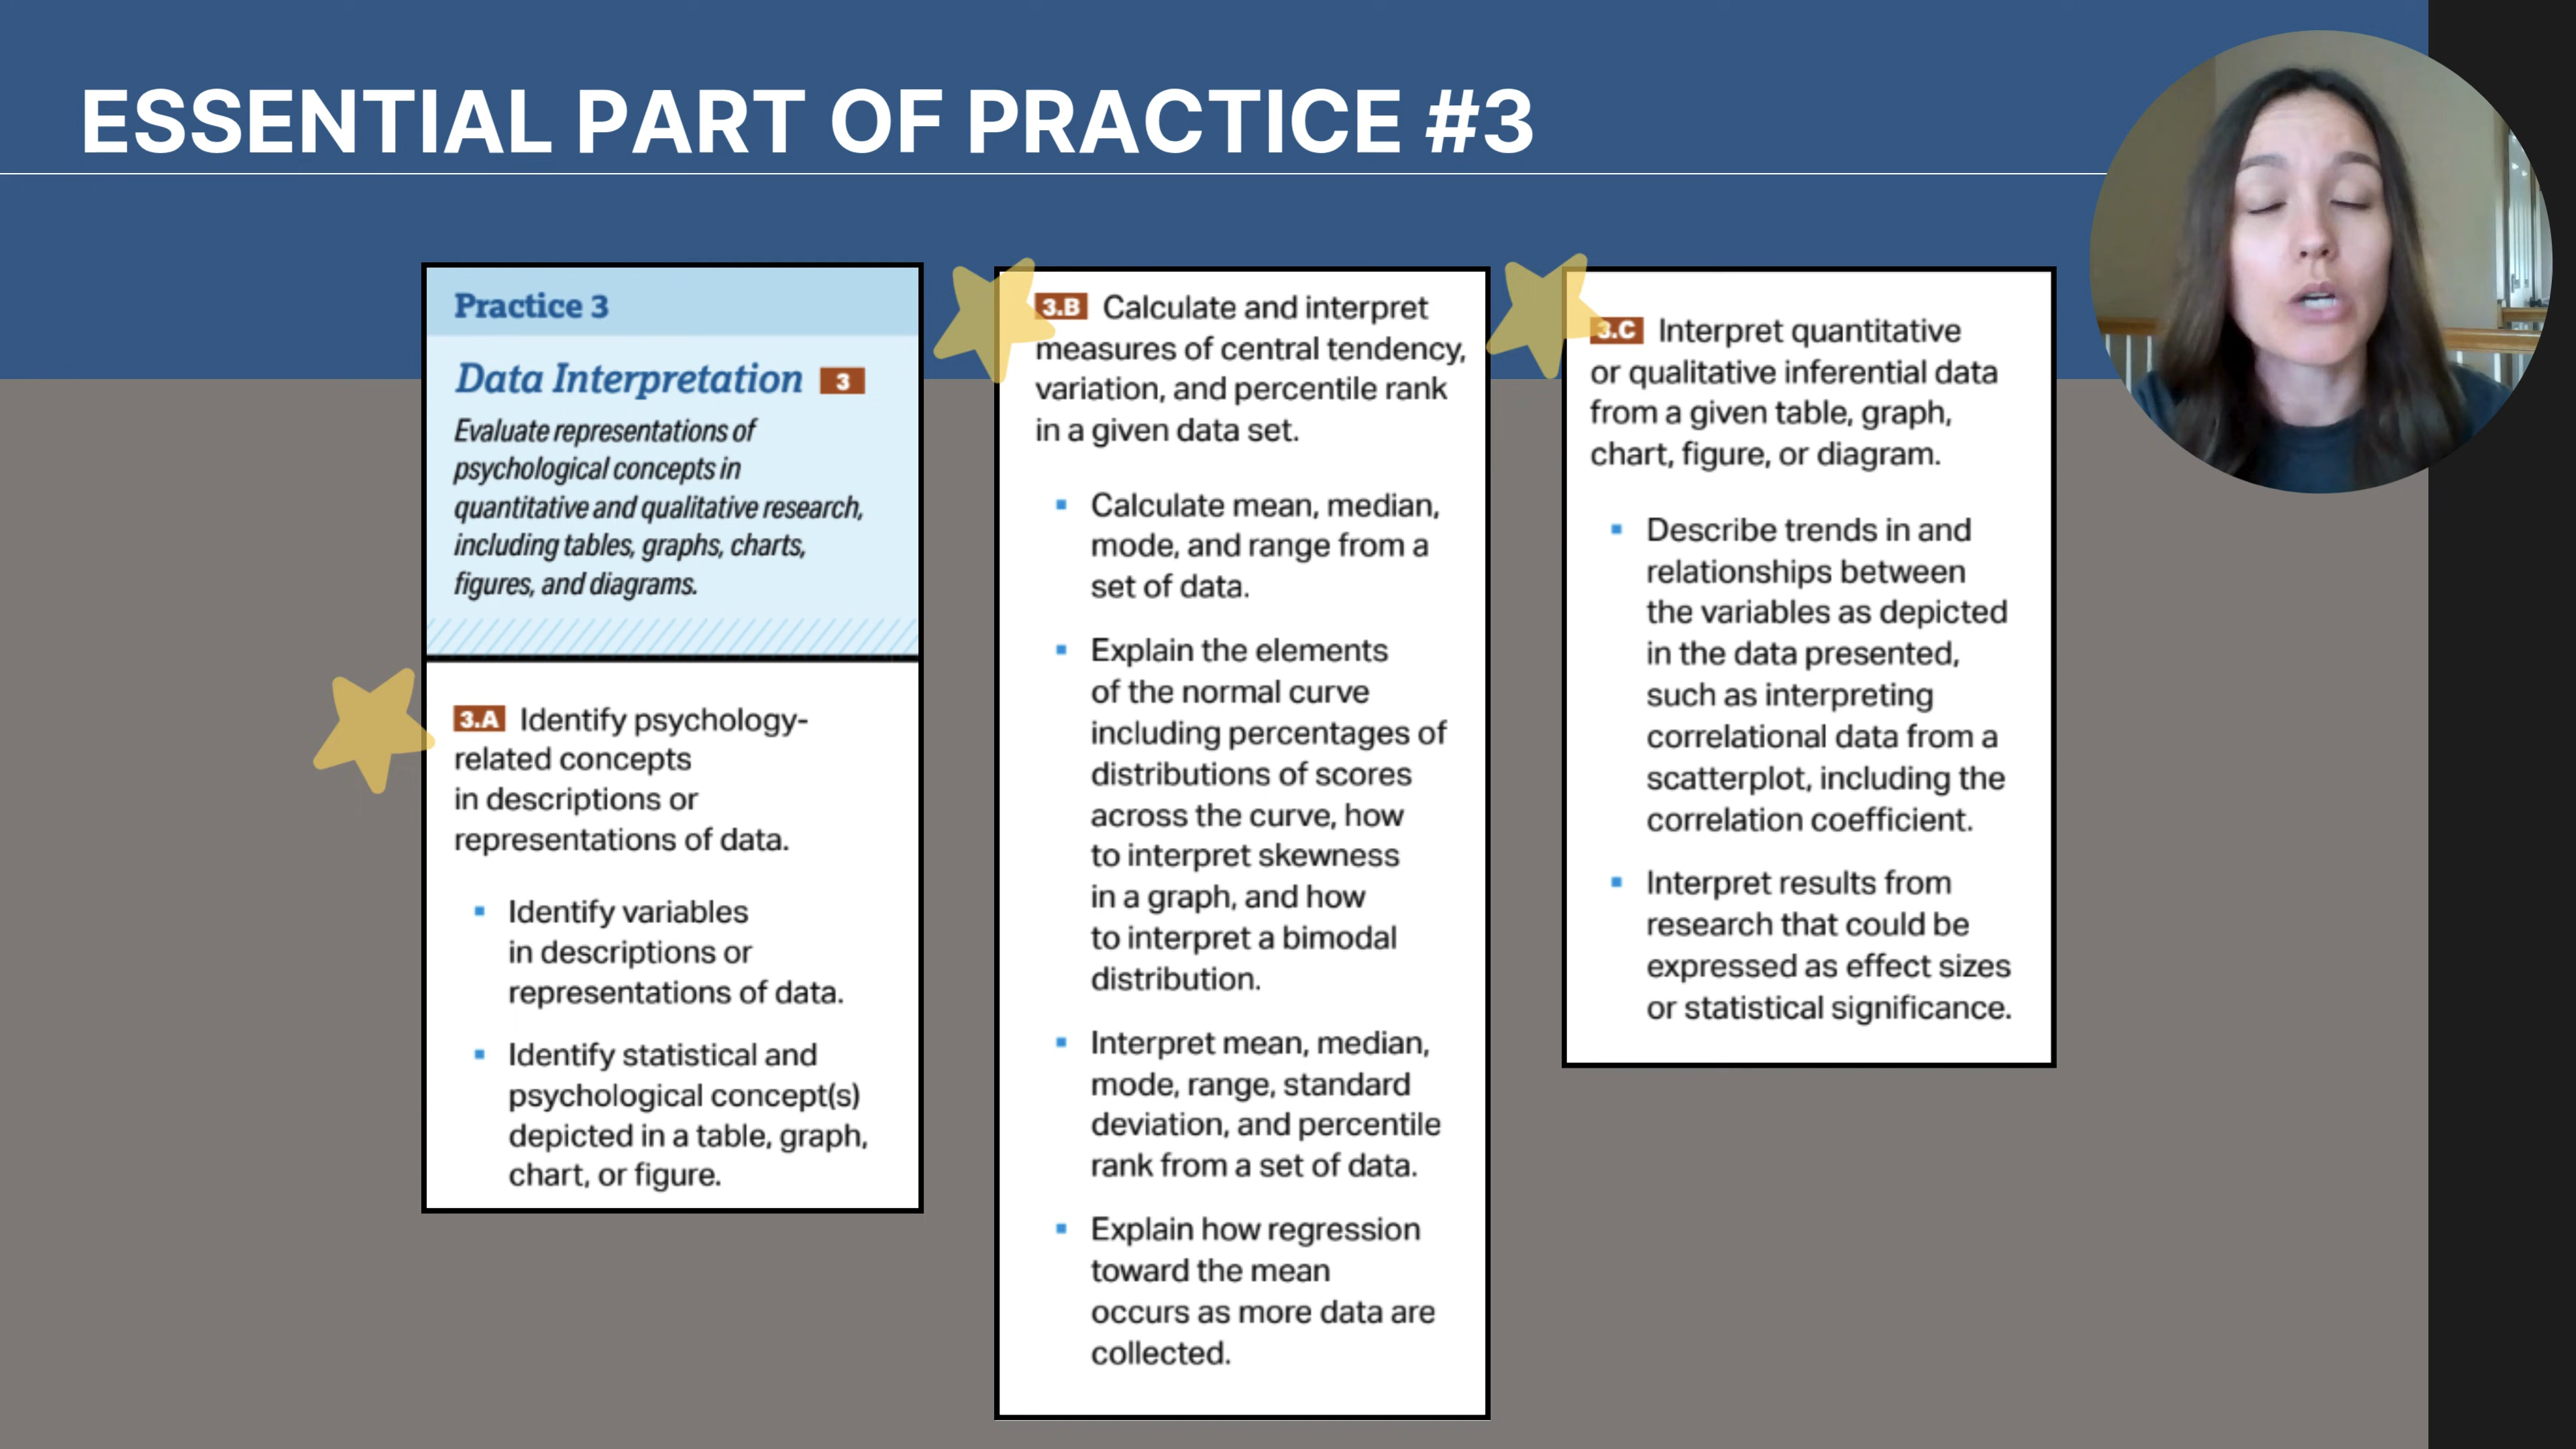 ESSENTIAL PART OF PRACTICE #3
Practice 3
Data Interpretation 3
Evaluate representations of
psychological concepts in
quantitative and qualitative research,
including tables, graphs, charts,
figures, and diagrams.
3.A Identify psychology-
related concepts
in descriptions or
representations of data.
▪ Identify variables
in descriptions or
representations of data.
▪ Identify statistical and
psychological concept(s)
depicted in a table, graph,
chart, or figure.
3.B Calculate and interpret
measures of central tendency,
variation, and percentile rank
in a given data set.
▪ Calculate mean, median,
mode, and range from a
set of data.
▪ Explain the elements
of the normal curve
including percentages of
distributions of scores
across the curve, how
to interpret skewness
in a graph, and how
to interpret a bimodal
distribution.
▪ Interpret mean, median,
mode, range, standard
deviation, and percentile
rank from a set of data.
▪ Explain how regression
toward the mean
occurs as more data are
collected.
3.C Interpret quantitative
or qualitative inferential data
from a given table, graph,
chart, figure, or diagram.
▪ Describe trends in and
relationships between
the variables as depicted
in the data presented,
such as interpreting
correlational data from a
scatterplot, including the
correlation coefficient.
▪ Interpret results from
research that could be
expressed as effect sizes
or statistical significance.